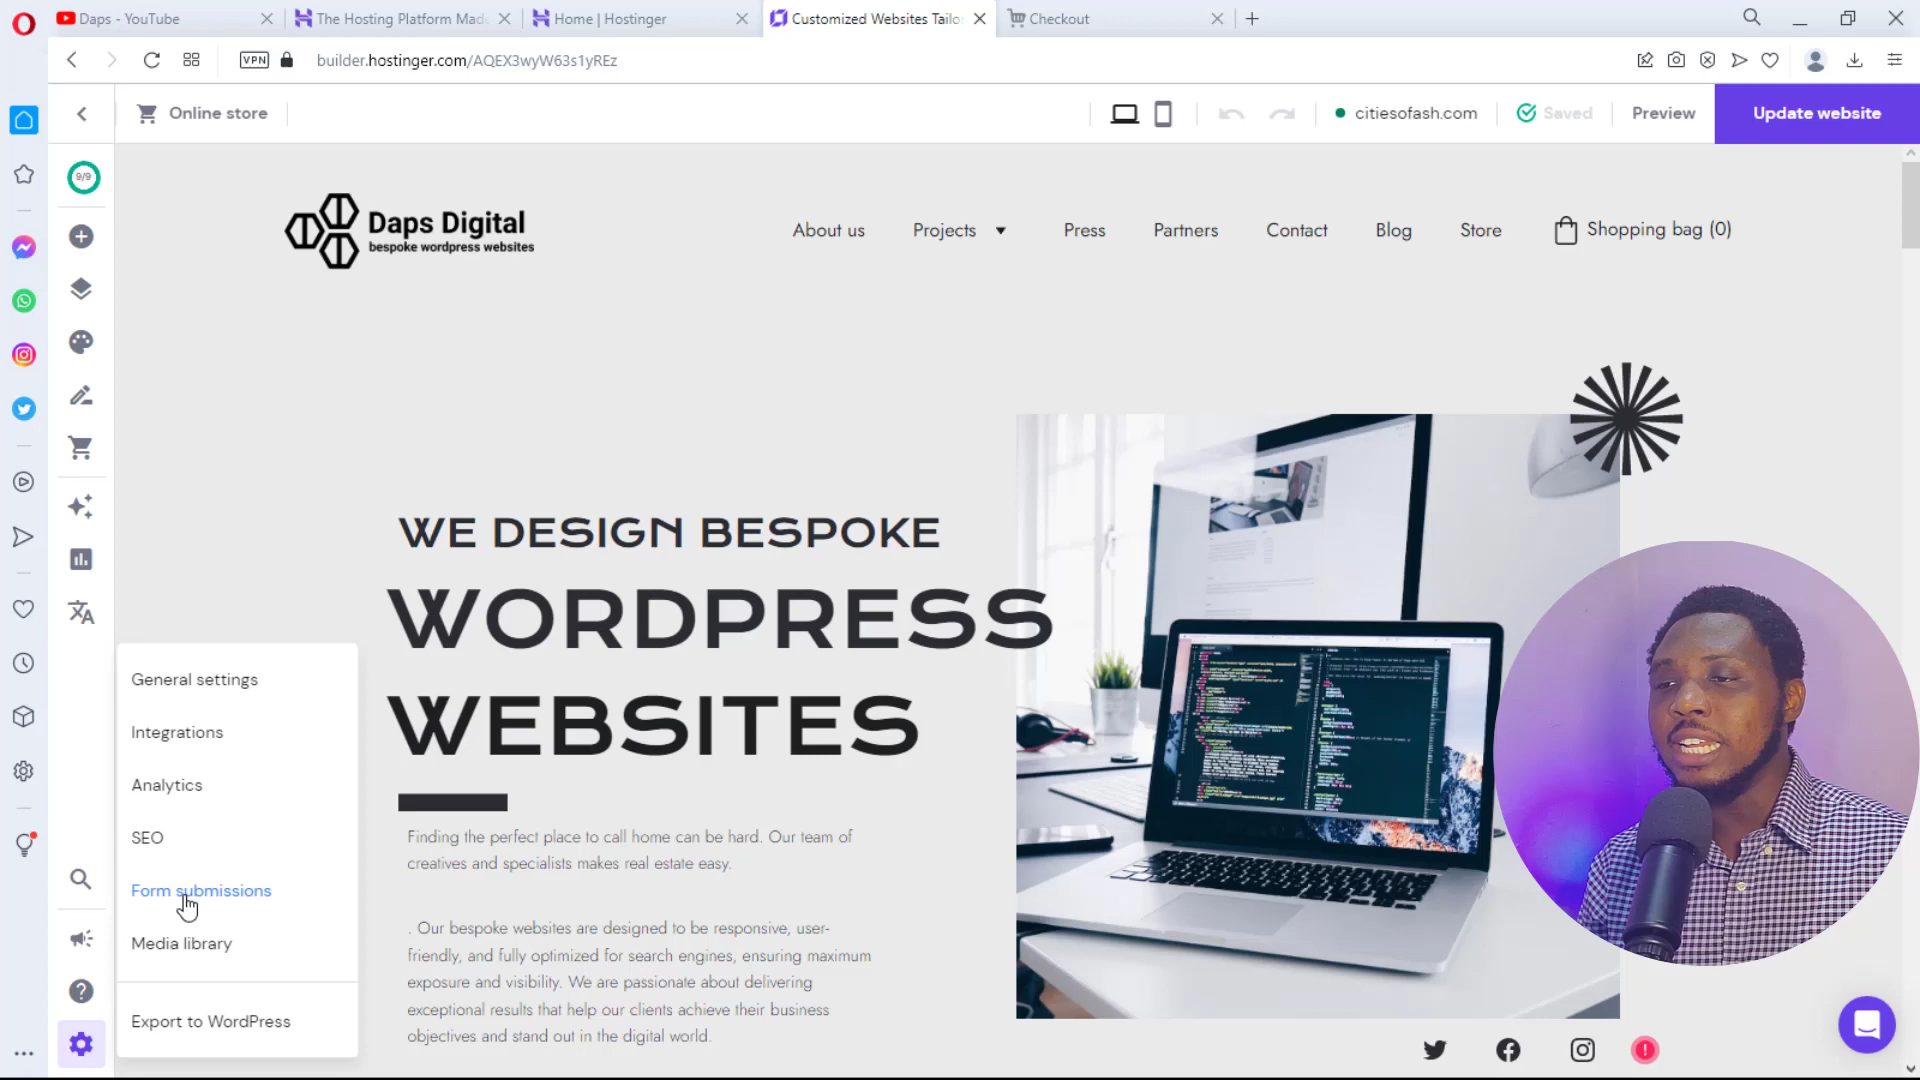 Daps - YouTube
The Hosting Platform Made
Home | Hostinger
Customized Websites Tailo
Checkout
VPN
builder.hostinger.com/AQEX3wyW63s1yREz
Online store
citiesofash.com
Saved
Preview
Update website
9/9
Daps Digital
bespoke wordpress websites
About us
Projects
Press
Partners
Contact
Blog
Store
Shopping bag (0)
WE DESIGN BESPOKE
WORDPRESS
WEBSITES
Finding the perfect place to call home can be hard. Our team of
creatives and specialists makes real estate easy.
. Our bespoke websites are designed to be responsive, user-
friendly, and fully optimized for search engines, ensuring maximum
exposure and visibility. We are passionate about delivering
exceptional results that help our clients achieve their business
objectives and stand out in the digital world.
General settings
Integrations
Analytics
SEO
Form submissions
Media library
Export to WordPress